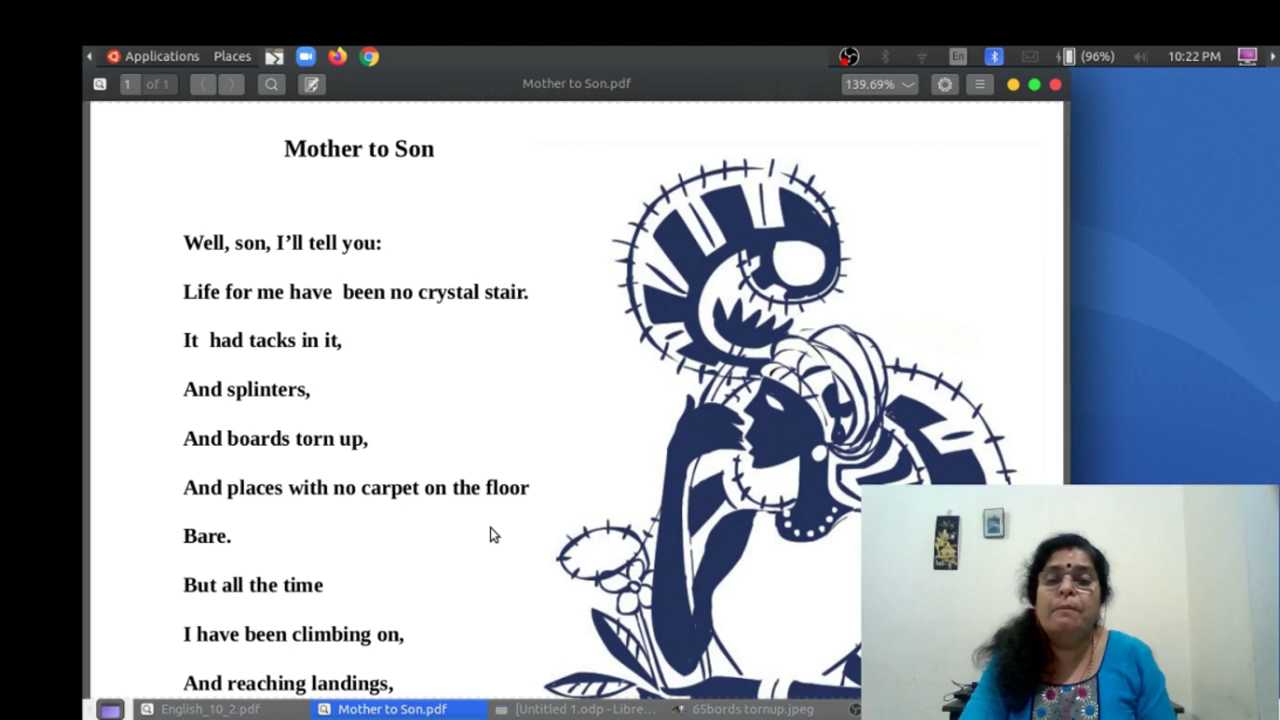 Applications Places En (96%) 10:22 PM
1 of 1 Mother to Son.pdf 139.69%
Mother to Son
Well, son, I’ll tell you:
Life for me have been no crystal stair.
It had tacks in it,
And splinters,
And boards torn up,
And places with no carpet on the floor
Bare.
But all the time
I have been climbing on,
And reaching landings,
English_10_2.pdf Mother to Son.pdf [Untitled 1.odp - Libre... 65bords tornup.jpeg